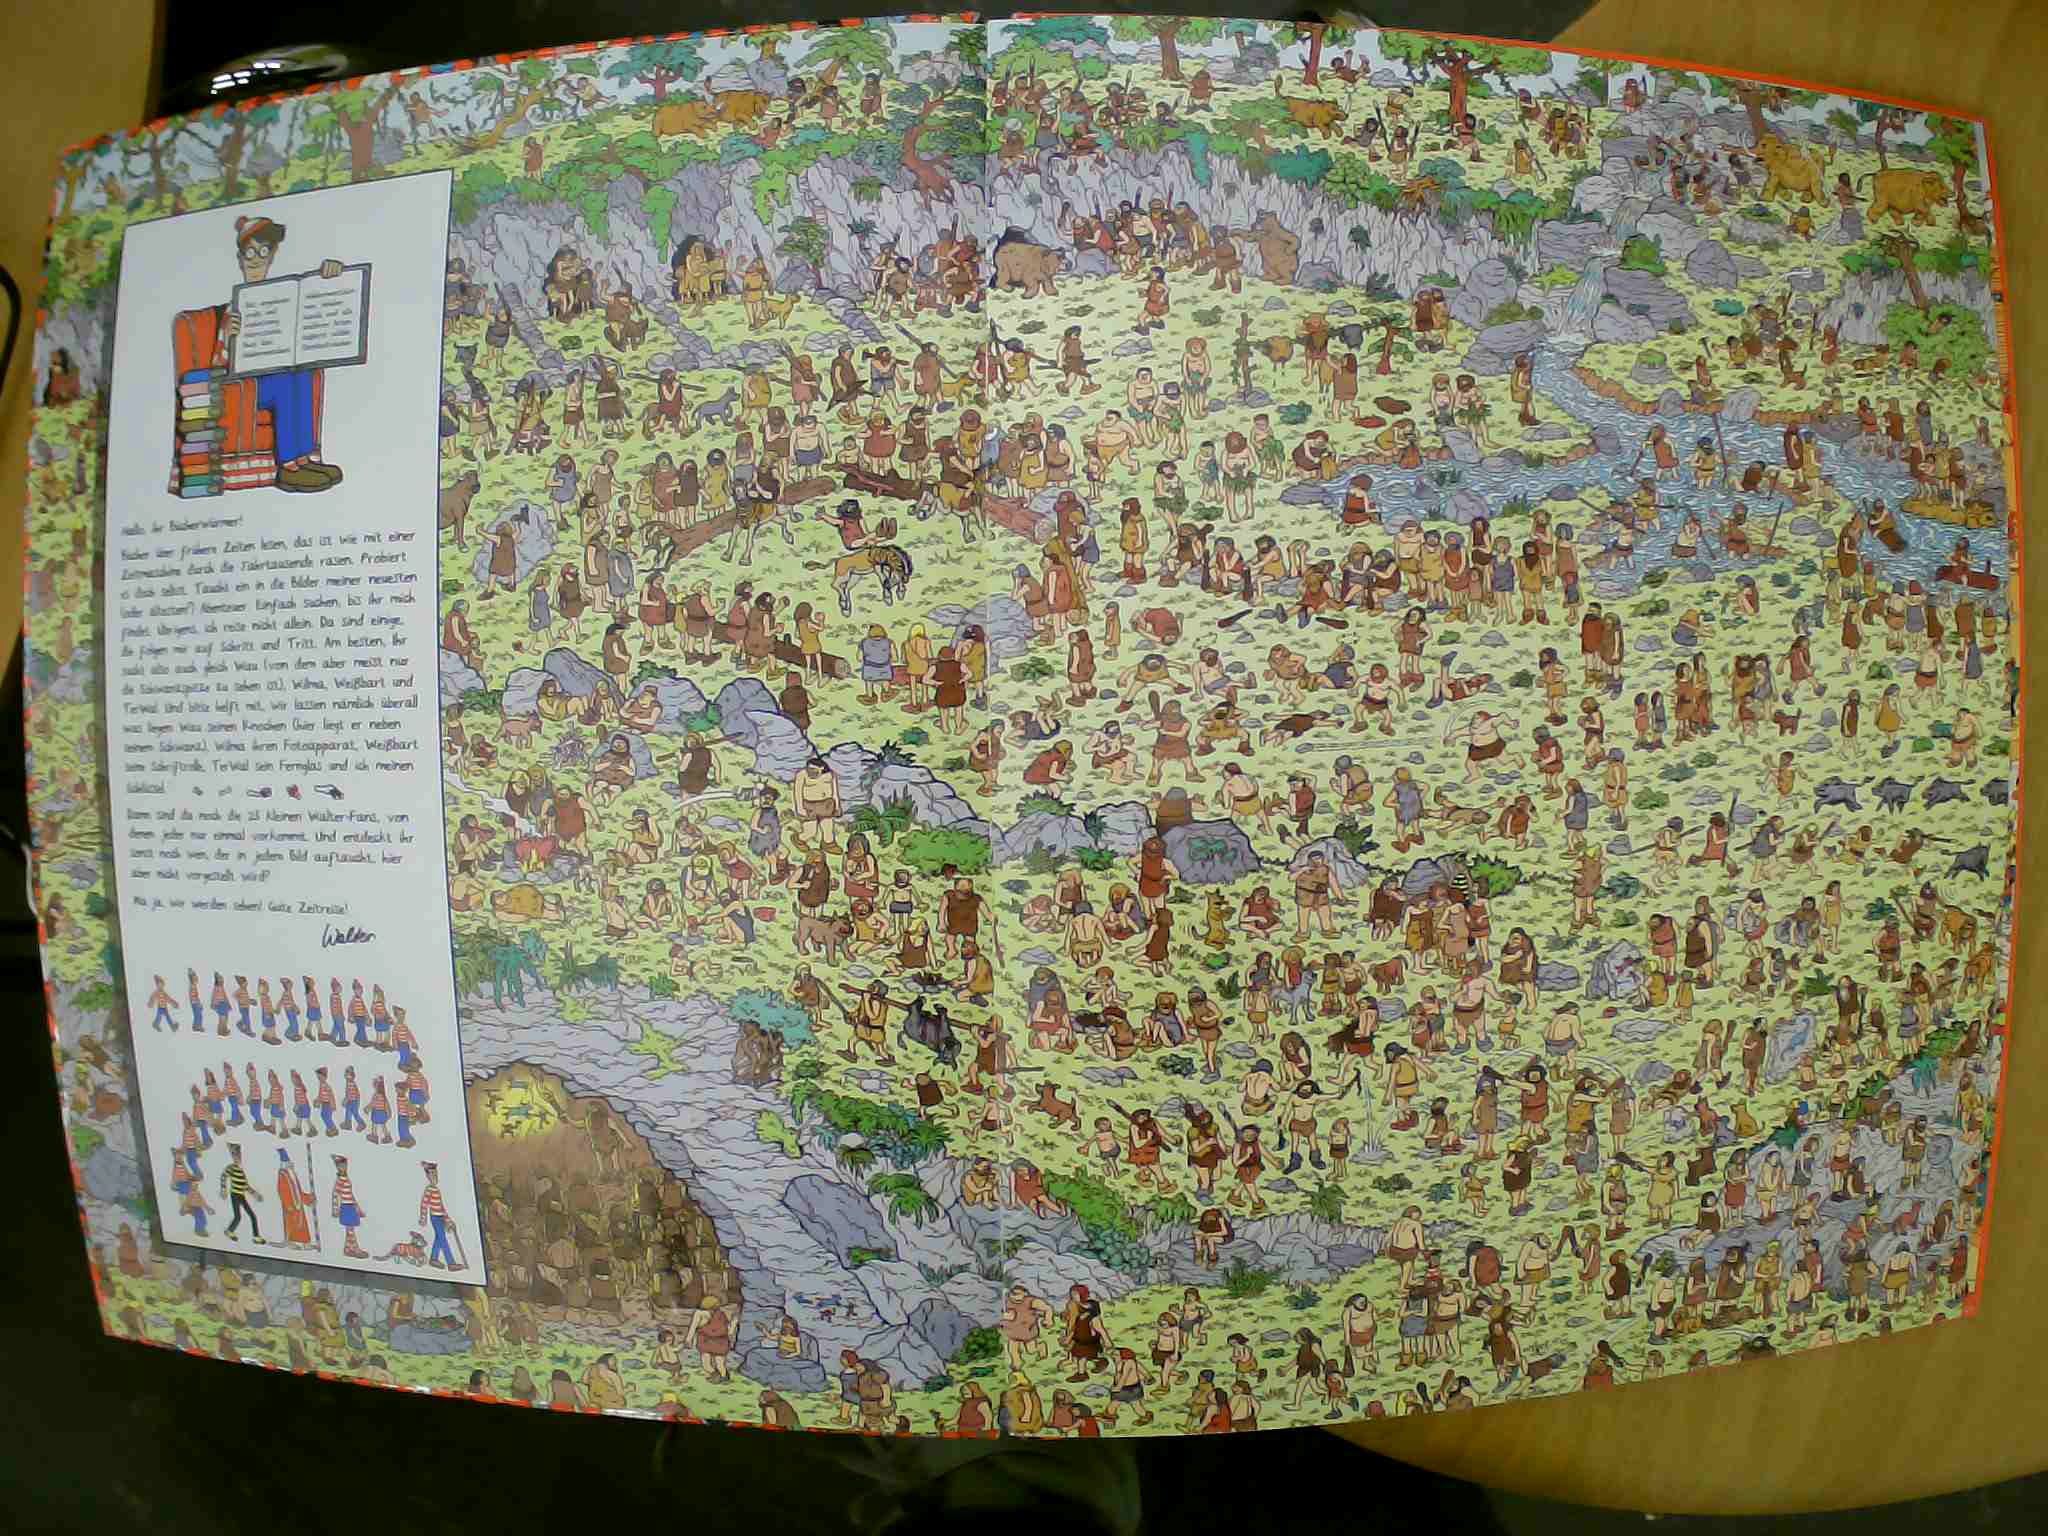 Hallo, ihr Bücherwürmer!
Bücher über frühere Zeiten lesen, das ist wie mit einer
Zeitmaschine durch die Jahrtausende rasen. Probiert
es doch selbst. Taucht ein in die Bilder meiner neuesten
(oder ältesten?) Abenteuer. Einfach suchen, bis ihr mich
findet. Übrigens, ich reise nicht allein. Da sind einige,
die folgen mir auf Schritt und Tritt. Am besten, ihr
sucht also auch gleich Wau (von dem aber meist nur
die Schwanzspitze zu sehen ist), Wilma, Weißbart und
TerWal. Und bitte helft mit, wir lassen nämlich überall
was liegen: Wau seinen Knochen (hier liegt er neben
seinem Schwanz), Wilma ihren Fotoapparat, Weißbart
seine Schriftrolle, TerWal sein Fernglas und ich meinen
Schlüssel.
Dann sind da noch die 25 kleinen Walter-Fans, von
denen jeder nur einmal vorkommt. Und entdeckt ihr
sonst noch wen, der in jedem Bild auftaucht, hier
aber nicht vorgestellt wird?
Na ja, wir werden sehen! Gute Zeitreise!
Walter